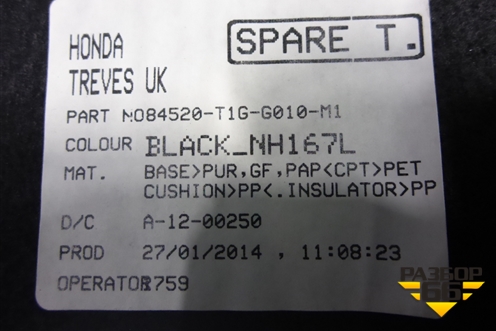 HONDA
SPARE T.
TREVES UK
PART NO84520-T1G-G010-M1
COLOUR BLACK_NH167L
MAT. BASE>PUR,GF,PAP<CPT>PET
CUSHION>PP<.INSULATOR>PP
D/C A-12-00250
PROD 27/01/2014 , 11:08:23
OPERATOR1759
РАЗБОР
66